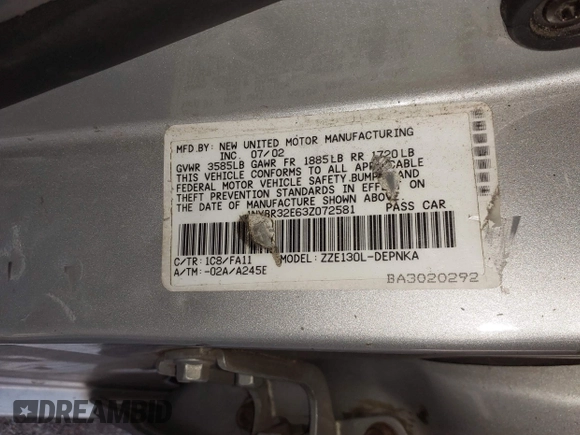 MFD.BY: NEW UNITED MOTOR MANUFACTURING
INC. 07/02
GVWR 3585LB GAWR FR 1885LB RR 1720LB
THIS VEHICLE CONFORMS TO ALL APPLICABLE
FEDERAL MOTOR VEHICLE SAFETY, BUMPER AND
THEFT PREVENTION STANDARDS IN EFFECT ON
THE DATE OF MANUFACTURE SHOWN ABOVE.
1NXBR32E63Z072581 PASS CAR
C/TR: 1C8/FA11 MODEL: ZZE130L-DEPNKA
A/TM: -02A/A245E
BA3020292
DREAMBID